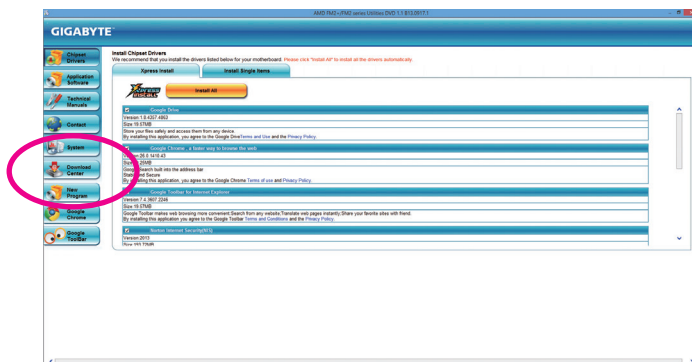 AMD FM2+/FM2 series Utilities DVD 1.1 B13.0917.1
GIGABYTE™
Chipset
Drivers
Application
Software
Technical
Manuals
Contact
System
Download
Center
New
Program
Google
Chrome
Google
ToolBar
Install Chipset Drivers
We recommend that you install the drivers listed below for your motherboard. Please click "Install All" to install all the drivers automatically.
Xpress Install
Install Single Items
Xpress
INSTALL
Install All
Google Drive
Version:1.8.4357.4863
Size:19.67MB
Store your files safely and access them from any device.
By installing this application, you agree to the Google DriveTerms and Use and the Privacy Policy.
Google Chrome , a faster way to browse the web
Version:26.0.1410.43
Google Search built into the address bar
Stable and Secure
By installing this application, you agree to the Google Chrome Terms of use and Privacy Policy.
Google Toolbar for Internet Explorer
Version:7.4.3607.2246
Size:19.07MB
Google Toolbar makes web browsing more convenient:Search from any website;Translate web pages instantly;Share your favorite sites with friend.
By installing this application, you agree to the Google Toolbar Terms and Conditions and the Privacy Policy.
Norton Internet Security(NIS)
Version:2013